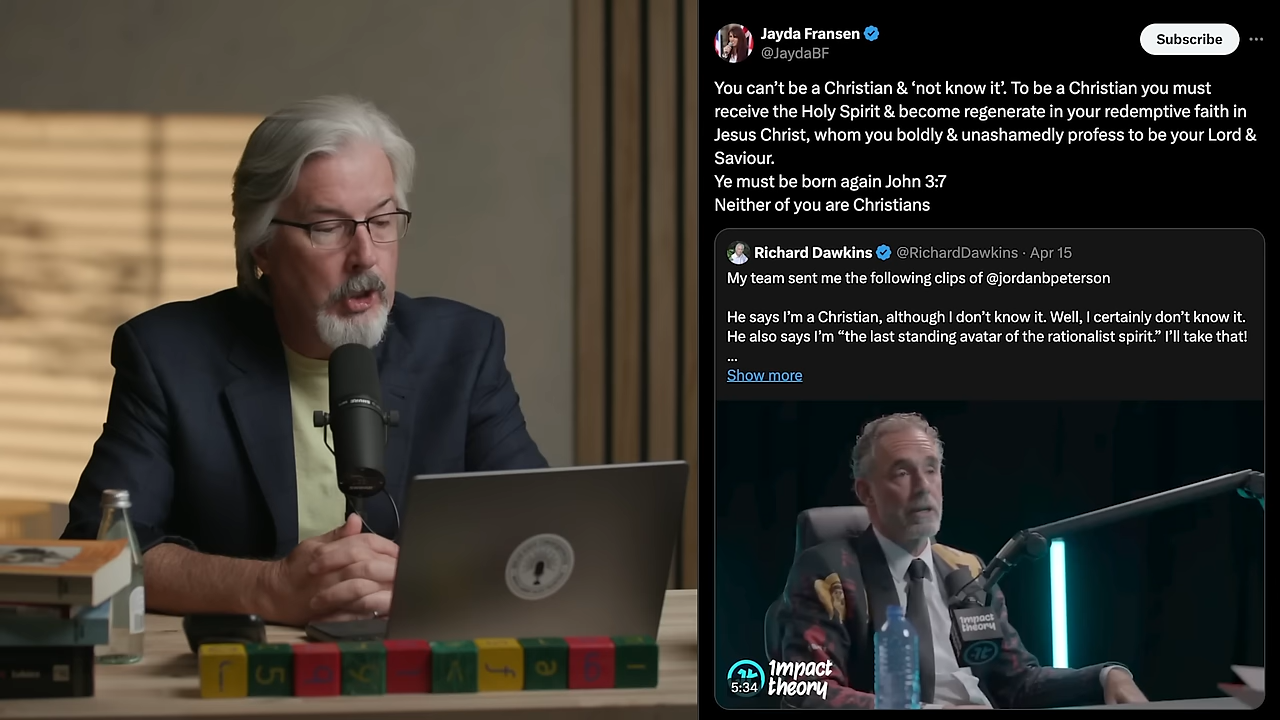 Jayda Fransen
@JaydaBF
Subscribe
You can’t be a Christian & ‘not know it’. To be a Christian you must
receive the Holy Spirit & become regenerate in your redemptive faith in
Jesus Christ, whom you boldly & unashamedly profess to be your Lord &
Saviour.
Ye must be born again John 3:7
Neither of you are Christians
Richard Dawkins @RichardDawkins · Apr 15
My team sent me the following clips of @jordanbpeterson
He says I’m a Christian, although I don’t know it. Well, I certainly don’t know it.
He also says I’m “the last standing avatar of the rationalist spirit.” I’ll take that!
...
Show more
impact
theory
5:34
impact
theory